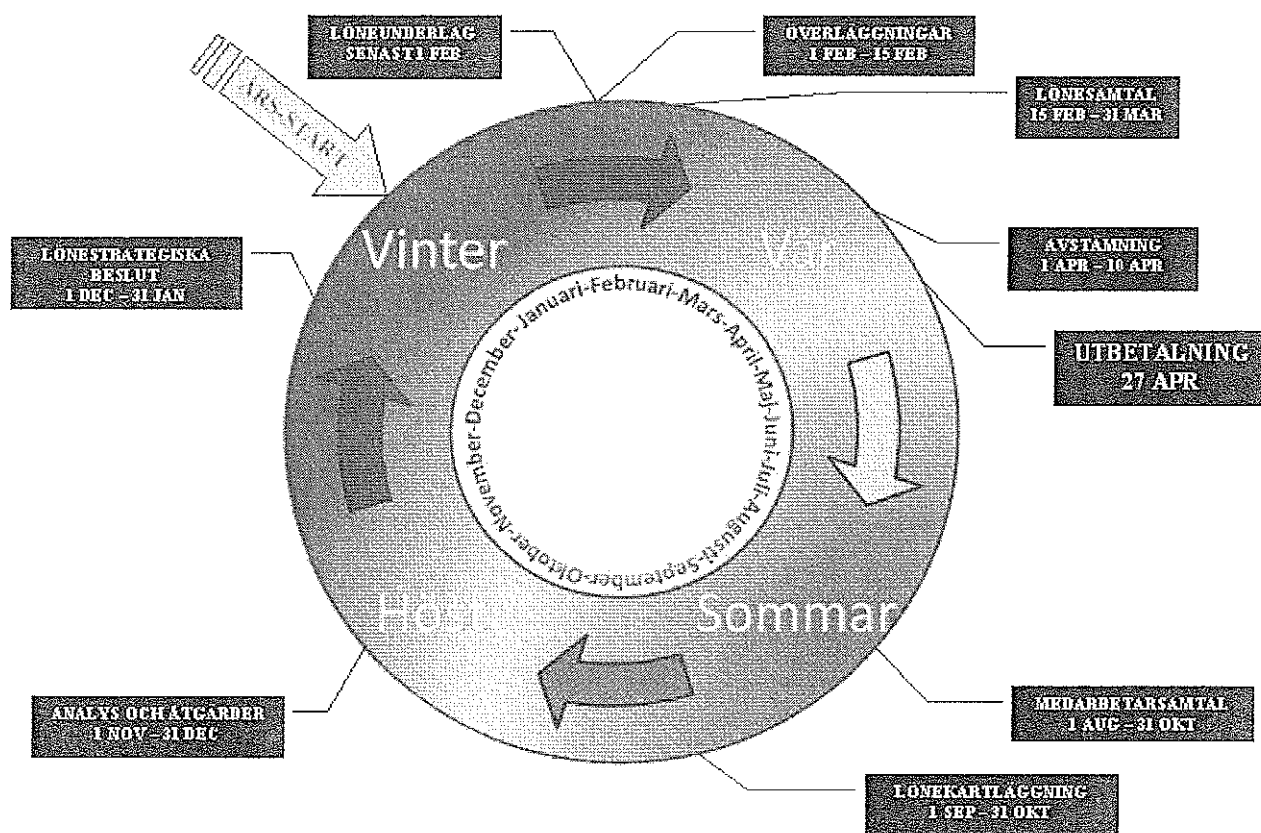 LÖNEUNDERLAG
SENAST 1 FEB
ÖVERLÄGGNINGAR
1 FEB – 15 FEB
LÖNESAMTAL
15 FEB – 31 MAR
ÅRS-START
Vinter
Vår
AVSTÄMNING
1 APR – 10 APR
LÖNESTRATEGISKA
BESLUT
1 DEC – 31 JAN
Januari-Februari-Mars-April-Maj-Juni-Juli-Augusti-September-Oktober-November-December-
UTBETALNING
27 APR
Höst
Sommar
MEDARBETARSAMTAL
1 AUG – 31 OKT
ANALYS OCH ÅTGÄRDER
1 NOV – 31 DEC
LÖNEKARTLÄGGNING
1 SEP – 31 OKT